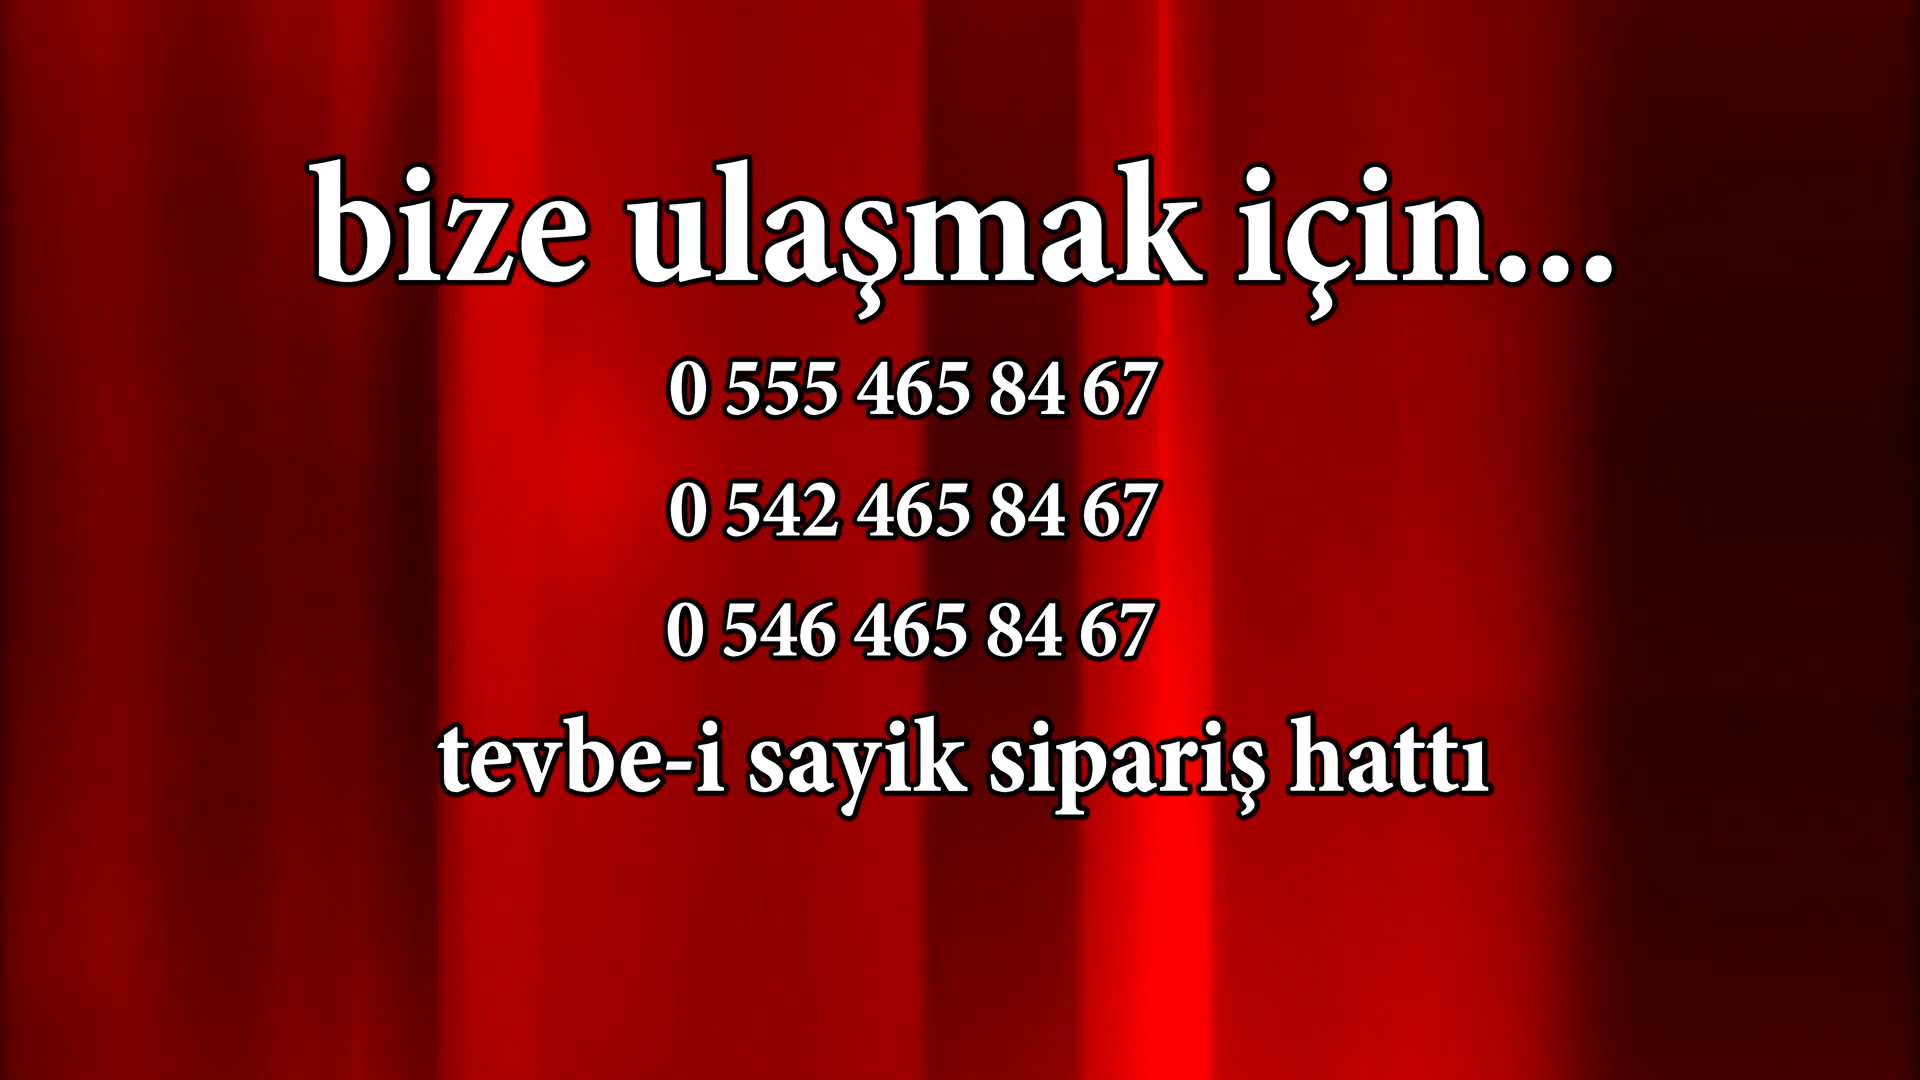 bize ulaşmak için...
0 555 465 84 67
0 542 465 84 67
0 546 465 84 67
tevbe-i sayik sipariş hattı